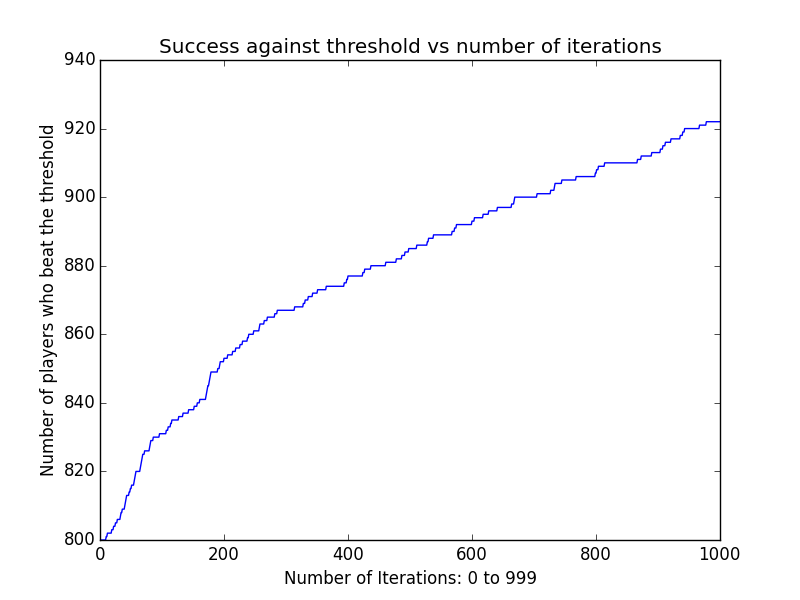 Success against threshold vs number of iterations
940
920
900
880
860
840
820
800
Number of players who beat the threshold
0 200 400 600 800 1000
Number of Iterations: 0 to 999